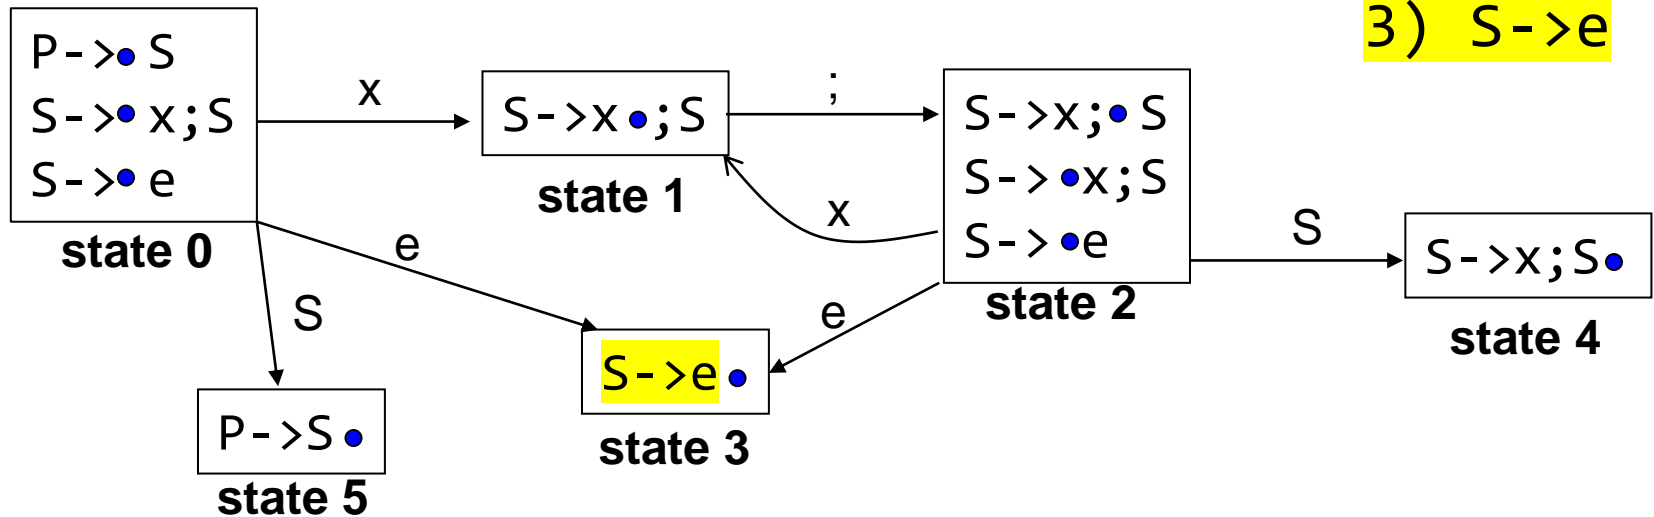 3) S->e
P->• S
S->• x;S
S->• e
state 0
x
S->x•;S
state 1
;
S->x;• S
S->•x;S
S->•e
state 2
x
e
S
e
S
S->x;S•
state 4
S->e•
state 3
P->S•
state 5